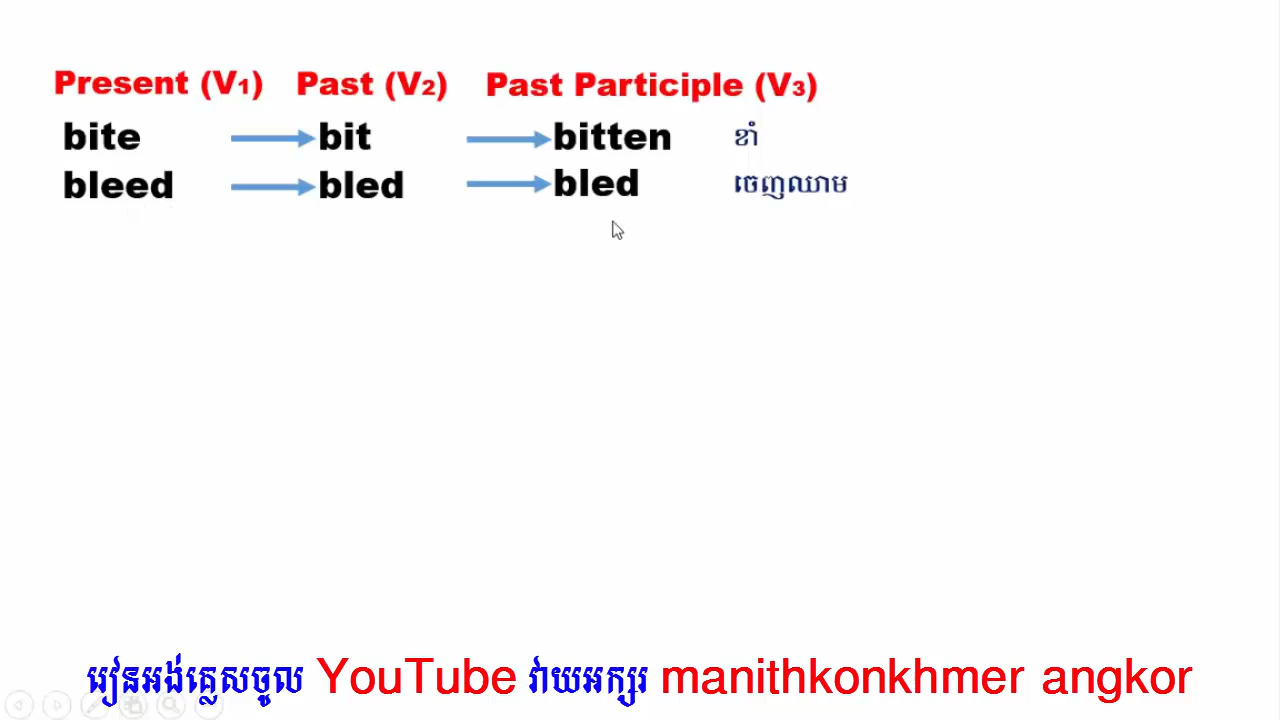 Present (V1) Past (V2) Past Participle (V3)
bite bit bitten ខាំ
bleed bled bled ចេញឈាម
រៀនអង់គ្លេសចូល YouTube វាយអក្សរ manithkonkhmer angkor